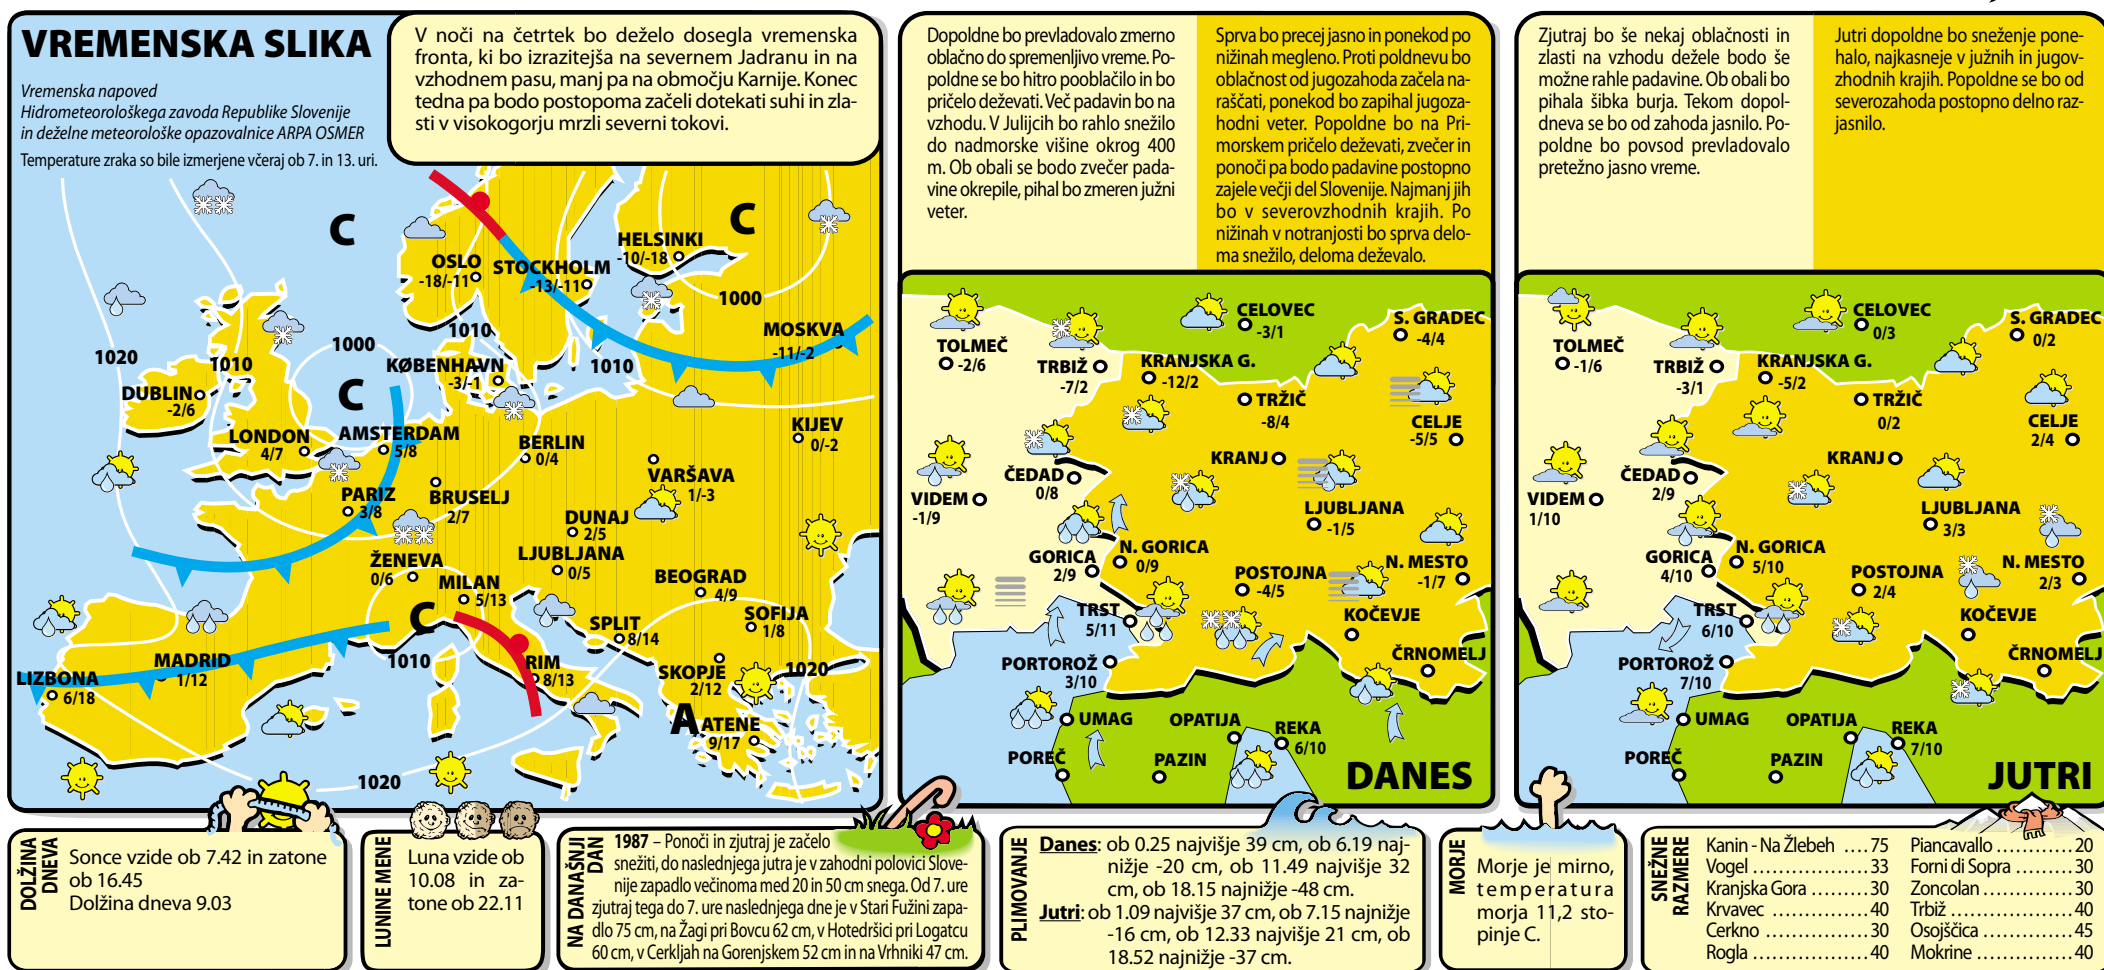 VREMENSKA SLIKA
Vremenska napoved
Hidrometeorološkega zavoda Republike Slovenije
in deželne meteorološke opazovalnice ARPA OSMER
Temperature zraka so bile izmerjene včeraj ob 7. in 13. uri.
V noči na četrtek bo deželo dosegla vremenska
fronta, ki bo izrazitejša na severnem Jadranu in na
vzhodnem pasu, manj pa na območju Karnije. Konec
tedna pa bodo postopoma začeli dotekati suhi in zla-
sti v visokogorju mrzli severni tokovi.
C
C
HELSINKI
-10/-18
OSLO
-18/-11
STOCKHOLM
-13/-11
1000
1010
MOSKVA
-11/-2
1020
1010
1000
KØBENHAVN
-3/-1
1010
DUBLIN
-2/6
C
LONDON
4/7
AMSTERDAM
5/8
BERLIN
0/4
KIJEV
0/-2
VARŠAVA
1/-3
PARIZ
3/8
BRUSELJ
2/7
DUNAJ
2/5
ŽENEVA
0/6
LJUBLJANA
0/5
MILAN
5/13
BEOGRAD
4/9
C
SPLIT
8/14
SOFIJA
1/8
MADRID
1/12
1010
RIM
8/13
SKOPJE
2/12
1020
LIZBONA
6/18
A
ATENE
9/17
1020
Dopoldne bo prevladovalo zmerno
oblačno do spremenljivo vreme. Po-
poldne se bo hitro pooblačilo in bo
pričelo deževati. Več padavin bo na
vzhodu. V Julijcih bo rahlo snežilo
do nadmorske višine okrog 400
m. Ob obali se bodo zvečer pada-
vine okrepile, pihal bo zmeren južni
veter.
Sprva bo precej jasno in ponekod po
nižinah megleno. Proti poldnevu bo
oblačnost od jugozahoda začela na-
raščati, ponekod bo zapihal jugoza-
hodni veter. Popoldne bo na Pri-
morskem pričelo deževati, zvečer in
ponoči pa bodo padavine postopno
zajele večji del Slovenije. Najmanj jih
bo v severovzhodnih krajih. Po
nižinah v notranjosti bo sprva delo-
ma snežilo, deloma deževalo.
CELOVEC
-3/1
S. GRADEC
-4/4
TOLMEČ
-2/6
TRBIŽ
-7/2
KRANJSKA G.
-12/2
TRŽIČ
-8/4
CELJE
-5/5
KRANJ
ČEDAD
0/8
VIDEM
-1/9
LJUBLJANA
-1/5
GORICA
2/9
N. GORICA
0/9
POSTOJNA
-4/5
N. MESTO
-1/7
TRST
5/11
KOČEVJE
PORTOROŽ
3/10
ČRNOMELJ
UMAG
OPATIJA
REKA
6/10
POREČ
PAZIN
DANES
Zjutraj bo še nekaj oblačnosti in
zlasti na vzhodu dežele bodo še
možne rahle padavine. Ob obali bo
pihala šibka burja. Tekom dopol-
dneva se bo od zahoda jasnilo. Po-
poldne bo povsod prevladovalo
pretežno jasno vreme.
Jutri dopoldne bo sneženje pone-
halo, najkasneje v južnih in jugov-
zhodnih krajih. Popoldne se bo od
severozahoda postopno delno raz-
jasnilo.
CELOVEC
0/3
S. GRADEC
0/2
TOLMEČ
-1/6
TRBIŽ
-3/1
KRANJSKA G.
-5/2
TRŽIČ
0/2
CELJE
2/4
KRANJ
ČEDAD
2/9
VIDEM
1/10
LJUBLJANA
3/3
GORICA
4/10
N. GORICA
5/10
POSTOJNA
2/4
N. MESTO
2/3
TRST
6/10
KOČEVJE
PORTOROŽ
7/10
ČRNOMELJ
UMAG
OPATIJA
REKA
7/10
POREČ
PAZIN
JUTRI
DOLŽINA
DNEVA
Sonce vzide ob 7.42 in zatone
ob 16.45
Dolžina dneva 9.03
LUNINE MENE
Luna vzide ob
10.08 in za-
tone ob 22.11
NA DANAŠNJI
DAN
1987 – Ponoči in zjutraj je začelo
snežiti, do naslednjega jutra je v zahodni polovici Slove-
nije zapadlo večinoma med 20 in 50 cm snega. Od 7. ure
zjutraj tega do 7. ure naslednjega dne je v Stari Fužini zapa-
dlo 75 cm, na Žagi pri Bovcu 62 cm, v Hotedršici pri Logatcu
60 cm, v Cerkljah na Gorenjskem 52 cm in na Vrhniki 47 cm.
PLIMOVANJE
Danes: ob 0.25 najvišje 39 cm, ob 6.19 naj-
nižje -20 cm, ob 11.49 najvišje 32
cm, ob 18.15 najnižje -48 cm.
Jutri: ob 1.09 najvišje 37 cm, ob 7.15 najnižje
-16 cm, ob 12.33 najvišje 21 cm, ob
18.52 najnižje -37 cm.
MORJE
Morje je mirno,
temperatura
morja 11,2 sto-
pinje C.
SNEŽNE
RAZMERE
Kanin - Na Žlebeh ....75
Vogel ....................33
Kranjska Gora .........30
Krvavec .................40
Cerkno ..................30
Rogla ....................40
Piancavallo .............20
Forni di Sopra ..........30
Zoncolan ................30
Trbiž .....................40
Osojščica ................45
Mokrine .................40